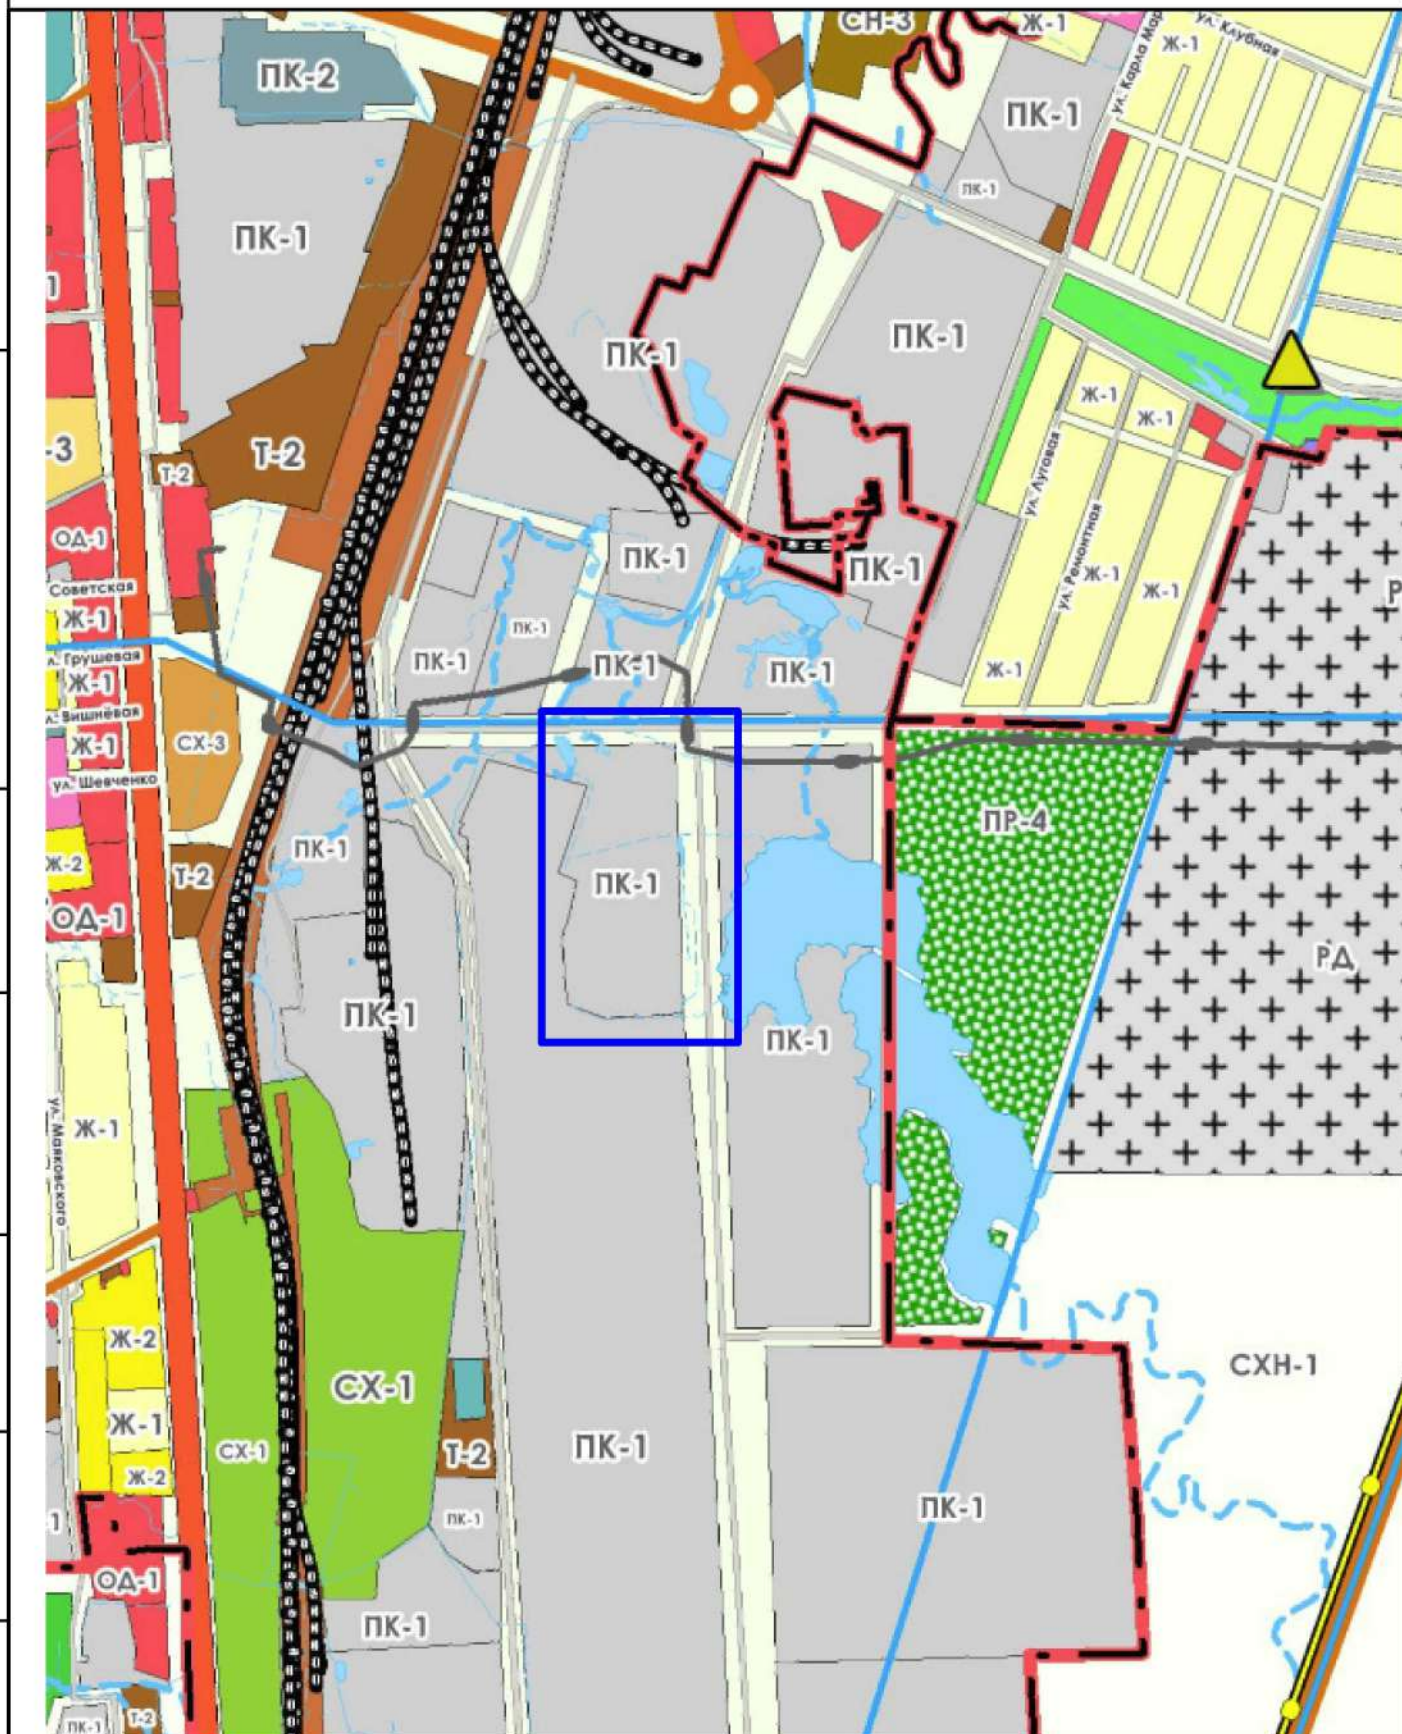 СН-3
Ж-1
ул. Клубная
Ж-1
ул. Карла Мар
ПК-2
ПК-1
ПК-1
ПК-1
1
ПК-1
ПК-1
Ж-1
Ж-1
-3
Т-2
Т-2
ул. Луговая
ОД-1
ПК-1
ПК-1
ул. Ремонтная
Ж-1
Ж-1
Р
Советская
Ж-1
ПК-1
л. Грушевая
ПК-1
ПК-1
ПК-1
Ж-1
Ж-1
л. Вишнёвая
Ж-1
СХ-3
ул. Шевченко
ПР-4
ПК-1
Ж-2
Т-2
ПК-1
ОД-1
РД
ПК-1
ПК-1
Ж-1
ул. Маяковского
Ж-2
СХН-1
СХ-1
Ж-1
СХ-1
Т-2
ПК-1
Ж-2
ПК-1
ПК-1
1
ОД-1
ПК-1
ПК-1
Т-2